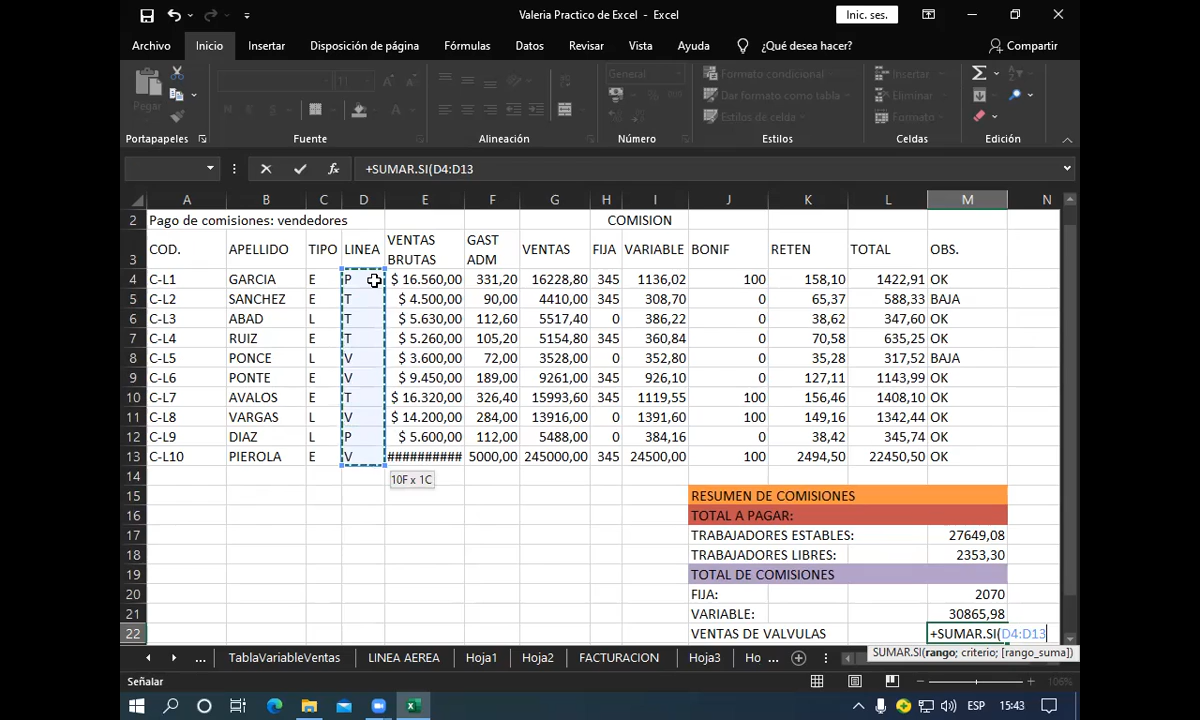 Valeria Practico de Excel - Excel
Inic. ses.
Archivo Inicio Insertar Disposición de página Fórmulas Datos Revisar Vista Ayuda ¿Qué desea hacer? Compartir
Pegar
11
General
Formato condicional
Dar formato como tabla
Estilos de celda
Insertar
Eliminar
Formato
Portapapeles Fuente Alineación Número Estilos Celdas Edición
fx +SUMAR.SI(D4:D13
A B C D E F G H I J K L M N
2 Pago de comisiones: vendedores COMISION
3 COD. APELLIDO TIPO LINEA VENTAS BRUTAS GAST ADM VENTAS FIJA VARIABLE BONIF RETEN TOTAL OBS.
4 C-L1 GARCIA E P $ 16.560,00 331,20 16228,80 345 1136,02 100 158,10 1422,91 OK
5 C-L2 SANCHEZ E T $ 4.500,00 90,00 4410,00 345 308,70 0 65,37 588,33 BAJA
6 C-L3 ABAD L T $ 5.630,00 112,60 5517,40 0 386,22 0 38,62 347,60 OK
7 C-L4 RUIZ E T $ 5.260,00 105,20 5154,80 345 360,84 0 70,58 635,25 OK
8 C-L5 PONCE L V $ 3.600,00 72,00 3528,00 0 352,80 0 35,28 317,52 BAJA
9 C-L6 PONTE E V $ 9.450,00 189,00 9261,00 345 926,10 0 127,11 1143,99 OK
10 C-L7 AVALOS E T $ 16.320,00 326,40 15993,60 345 1119,55 100 156,46 1408,10 OK
11 C-L8 VARGAS L V $ 14.200,00 284,00 13916,00 0 1391,60 100 149,16 1342,44 OK
12 C-L9 DIAZ L P $ 5.600,00 112,00 5488,00 0 384,16 0 38,42 345,74 OK
13 C-L10 PIEROLA E V ########## 5000,00 245000,00 345 24500,00 100 2494,50 22450,50 OK
14 10F x 1C
15 RESUMEN DE COMISIONES
16 TOTAL A PAGAR:
17 TRABAJADORES ESTABLES: 27649,08
18 TRABAJADORES LIBRES: 2353,30
19 TOTAL DE COMISIONES
20 FIJA: 2070
21 VARIABLE: 30865,98
22 VENTAS DE VALVULAS +SUMAR.SI(D4:D13
SUMAR.SI(rango; criterio; [rango_suma])
... TablaVariableVentas LINEA AEREA Hoja1 Hoja2 FACTURACION Hoja3 Ho ...
Señalar 106%
ESP 15:43